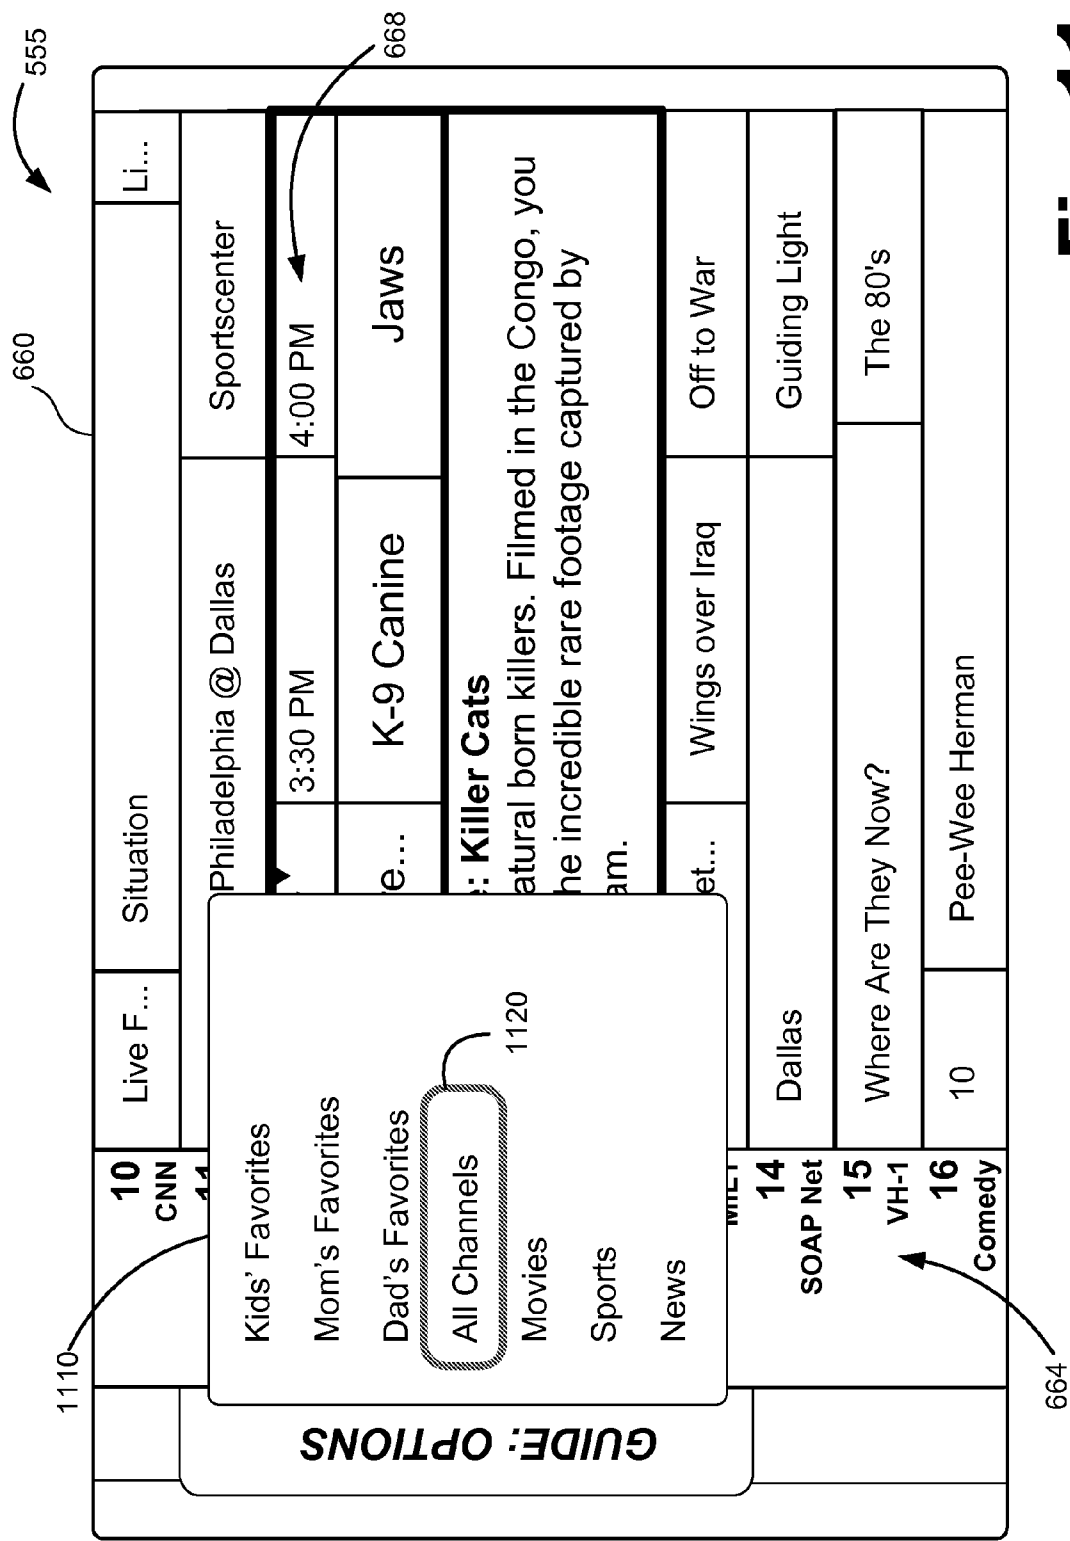 555
660
668
Live F...
Situation
Li...
10
CNN
11
Philadelphia @ Dallas
Sportscenter
3:30 PM
4:00 PM
e...
K-9 Canine
Jaws
: Killer Cats
atural born killers. Filmed in the Congo, you
he incredible rare footage captured by
am.
et...
Wings over Iraq
Off to War
14
SOAP Net
Dallas
Guiding Light
15
VH-1
Where Are They Now?
The 80's
16
Comedy
10
Pee-Wee Herman
1110
Kids' Favorites
Mom's Favorites
Dad's Favorites
All Channels
Movies
Sports
News
1120
GUIDE: OPTIONS
664